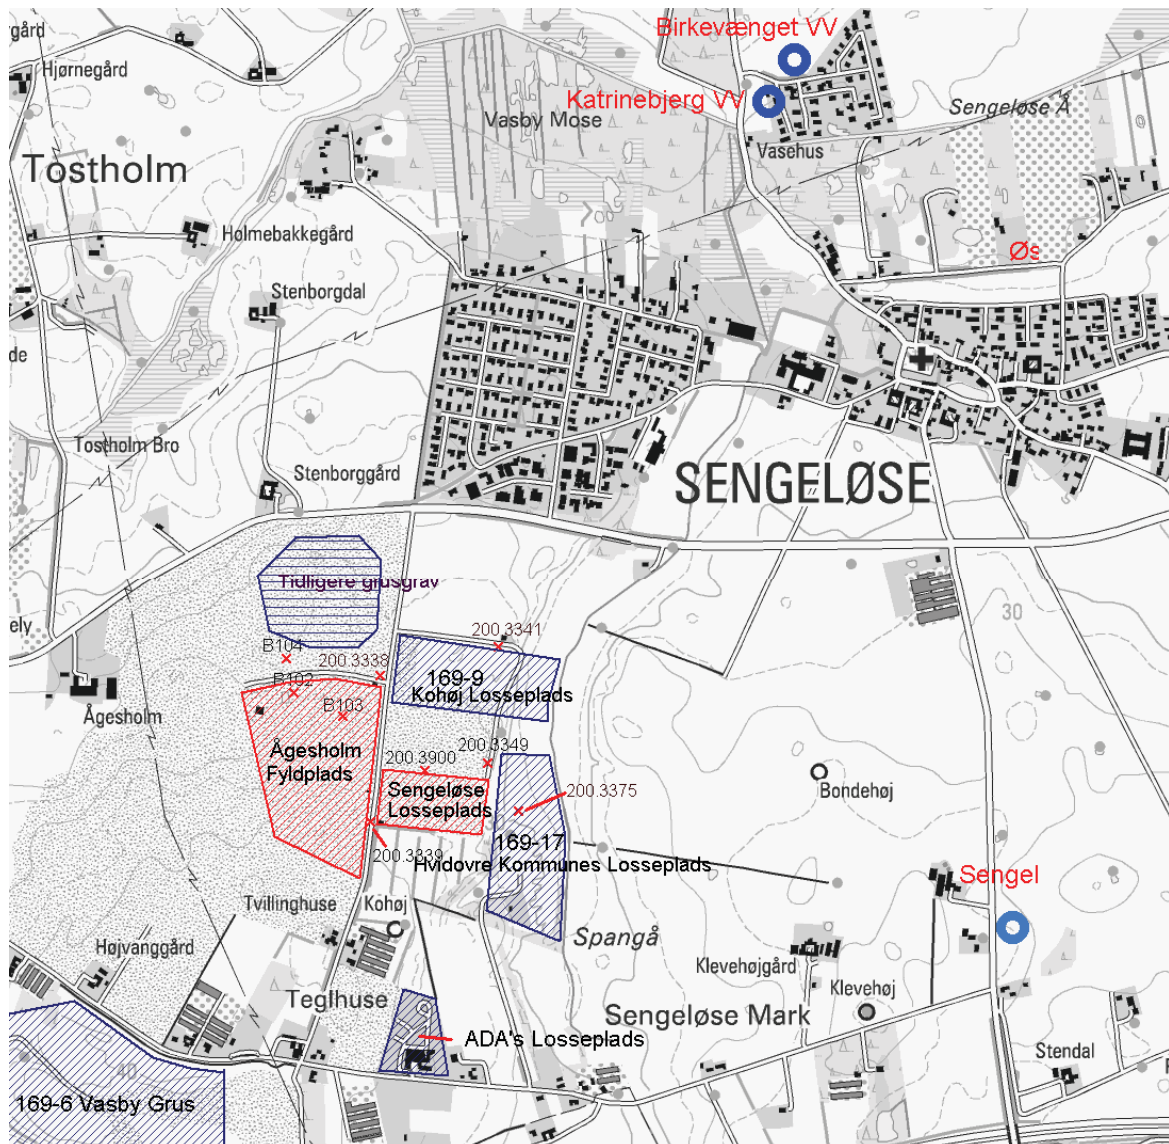 gård
Birkevænget VV
Hjørnegård
Katrinebjerg VV
Vasby Mose
Sengeløse Å
Vasehus
Tostholm
Holmebakkegård
Øs
Stenborgdal
de
Tostholm Bro
Stenborggård
SENGELØSE
Tidligere grusgrav
30
ely
B104
200.3338
200.3341
B102
169-9
Kohøj Losseplads
Ågesholm
B103
Ågesholm
Fyldplads
200.3900
200.3349
Sengeløse
Losseplads
200.3375
Bondehøj
169-17
Hvidovre Kommunes Losseplads
200.3339
Sengel
Tvillinghuse
Kohøj
Højvanggård
Spangå
Klevehøjgård
Klevehøj
Teglhuse
Sengeløse Mark
ADA's Losseplads
Stendal
40
169-6 Vasby Grus